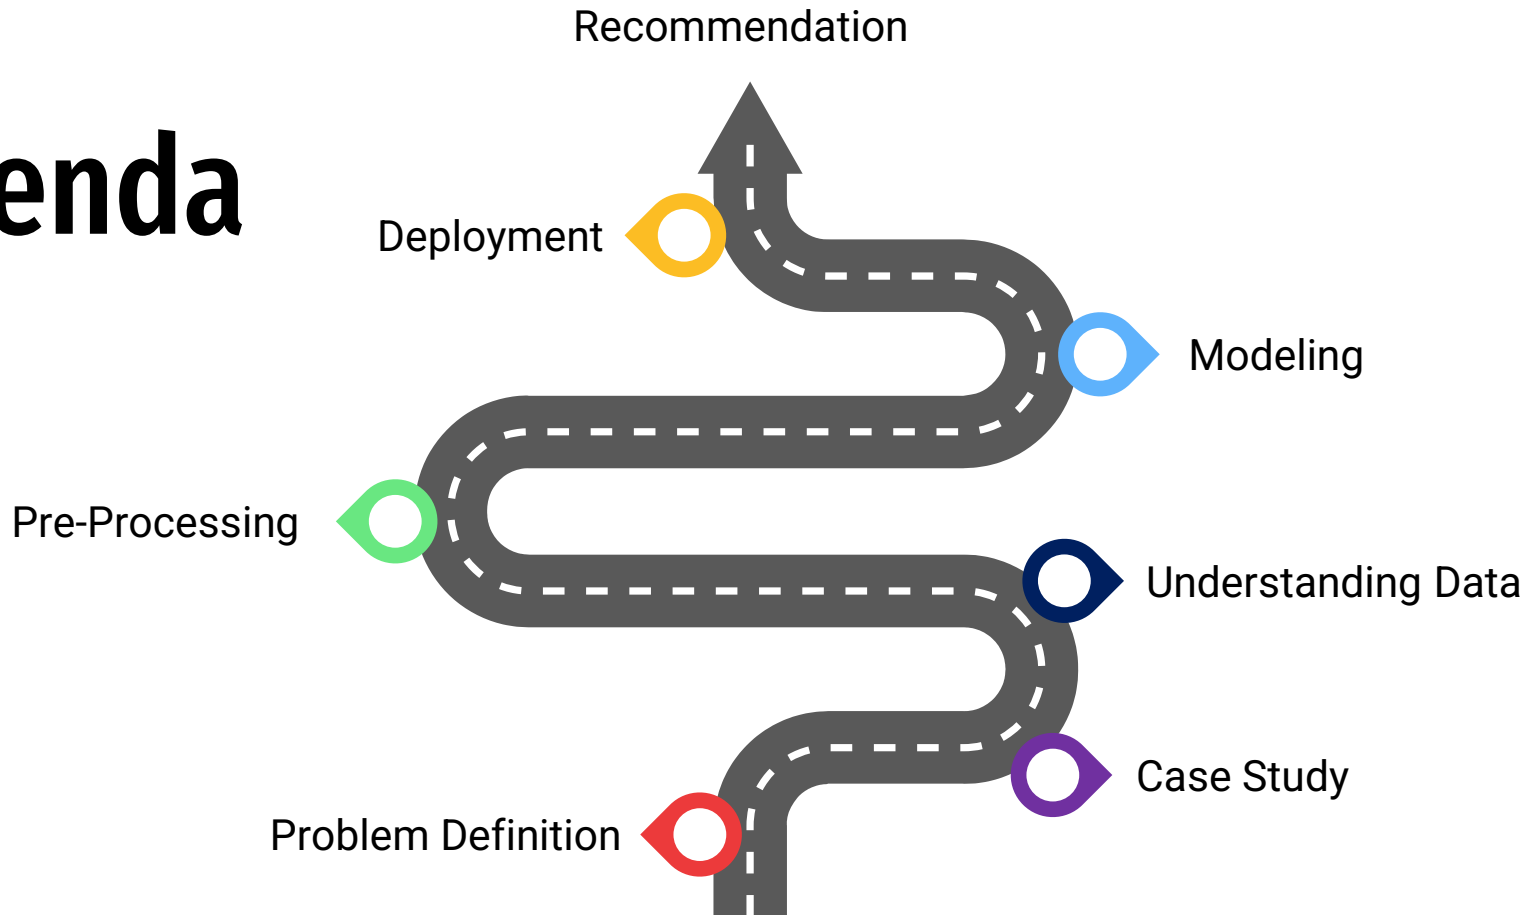 Recommendation
enda
Deployment
Modeling
Pre-Processing
Understanding Data
Case Study
Problem Definition